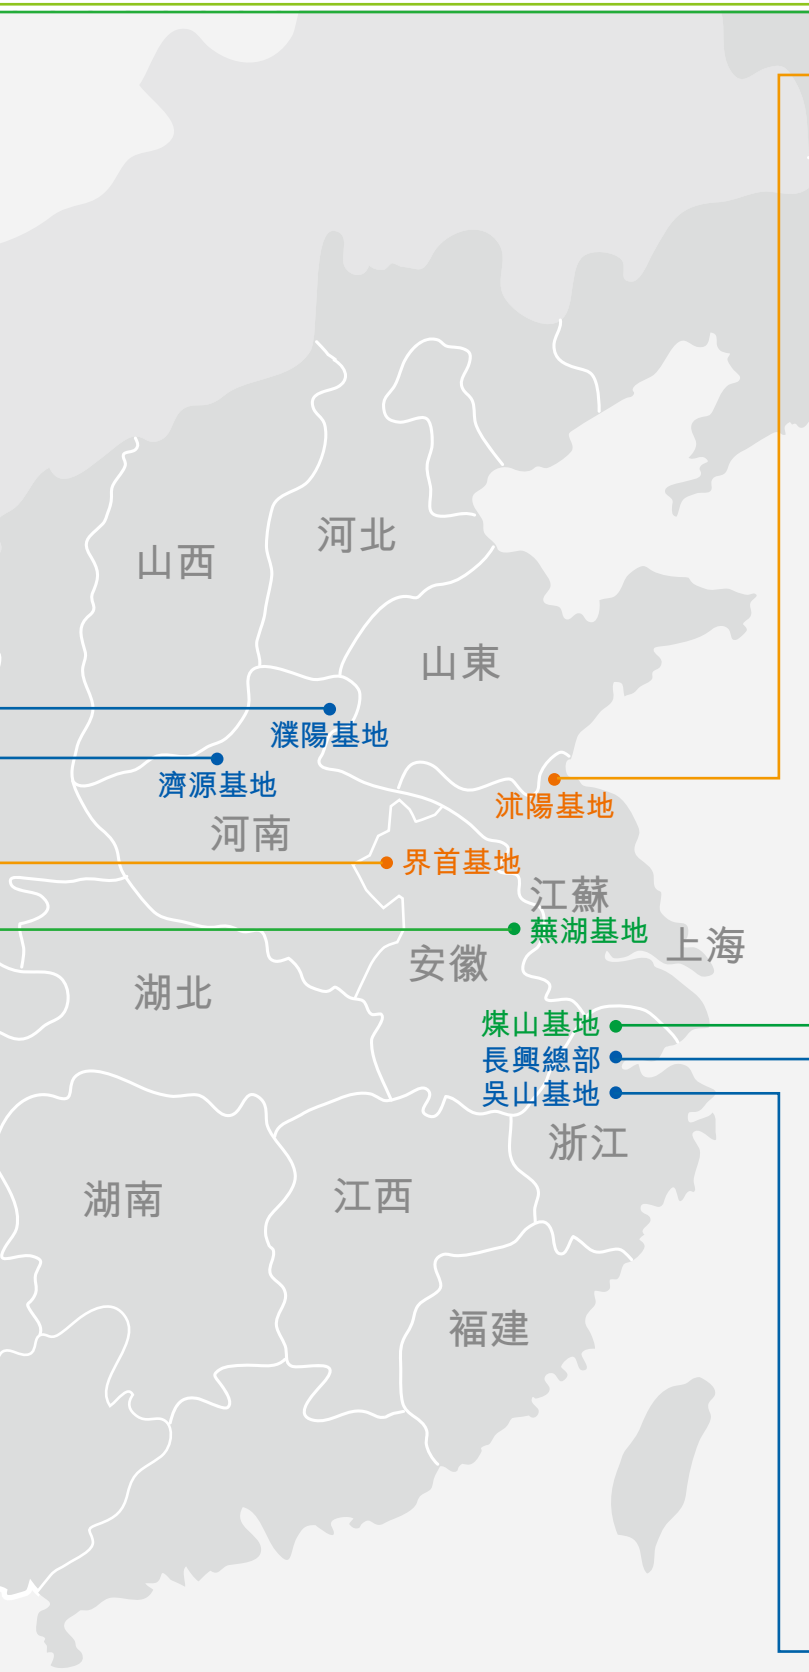 河北
山西
山東
濮陽基地
濟源基地
沭陽基地
河南
界首基地
江蘇
蕪湖基地
上海
安徽
湖北
煤山基地
長興總部
吳山基地
浙江
湖南
江西
福建